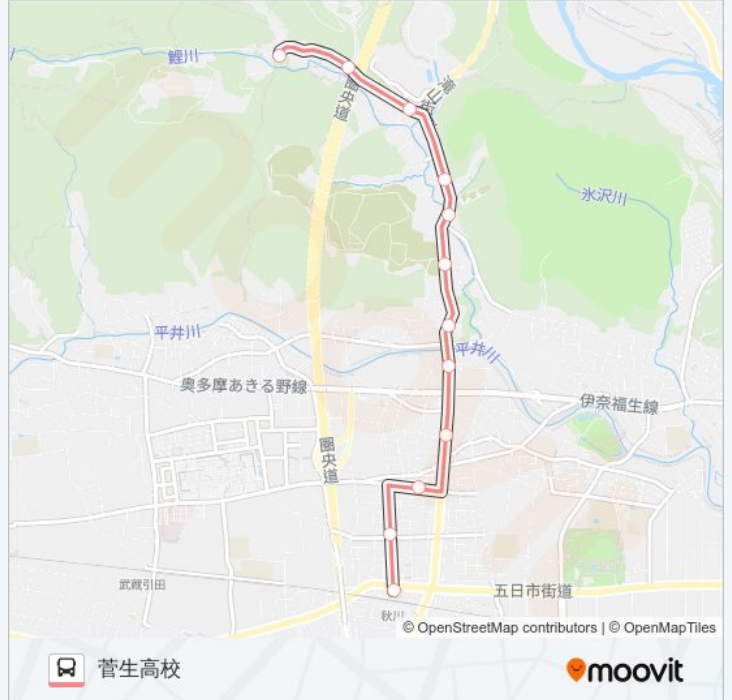 鯉川
圏央道
滝山街
氷沢川
平井川
平井川
奥多摩あきる野線
伊奈福生線
圏央道
武蔵引田
五日市街道
秋川
© OpenStreetMap contributors | © OpenMapTiles
菅生高校
moovit